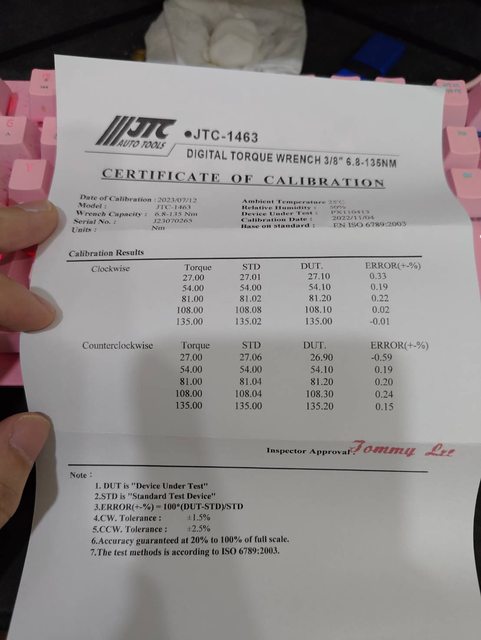 JTC
AUTO TOOLS
●JTC-1463
DIGITAL TORQUE WRENCH 3/8" 6.8-135NM
CERTIFICATE OF CALIBRATION
Date of Calibration : 2023/07/12
Model : JTC-1463
Wrench Capacity : 6.8-135 Nm
Serial No. : J23070265
Units : Nm
Ambient Temperature 25℃
Relative Humidity : 50%
Device Under Test : PX110413
Calibration Date : 2022/11/04
Base on standard : EN ISO 6789:2003
Calibration Results
Clockwise Torque STD DUT. ERROR(+-%)
27.00 27.01 27.10 0.33
54.00 54.00 54.10 0.19
81.00 81.02 81.20 0.22
108.00 108.08 108.10 0.02
135.00 135.02 135.00 -0.01
Counterclockwise Torque STD DUT. ERROR(+-%)
27.00 27.06 26.90 -0.59
54.00 54.00 54.10 0.19
81.00 81.04 81.20 0.20
108.00 108.04 108.30 0.24
135.00 135.00 135.20 0.15
Inspector Approval : Tommy Lee
Note :
1. DUT is "Device Under Test"
2.STD is "Standard Test Device"
3.ERROR(+-%) = 100*(DUT-STD)/STD
4.CW. Tolerance : ±1.5%
5.CCW. Tolerance : ±2.5%
6.Accuracy guaranteed at 20% to 100% of full scale.
7.The test methods is according to ISO 6789:2003.